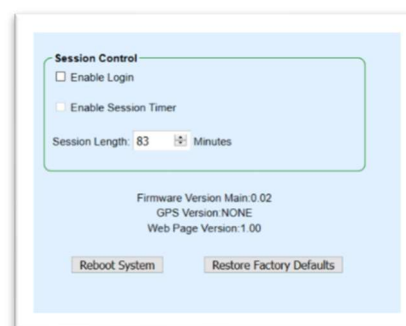 Session Control
Enable Login
Enable Session Timer
Session Length: 83 Minutes
Firmware Version Main:0.02
GPS Version:NONE
Web Page Version:1.00
Reboot System Restore Factory Defaults